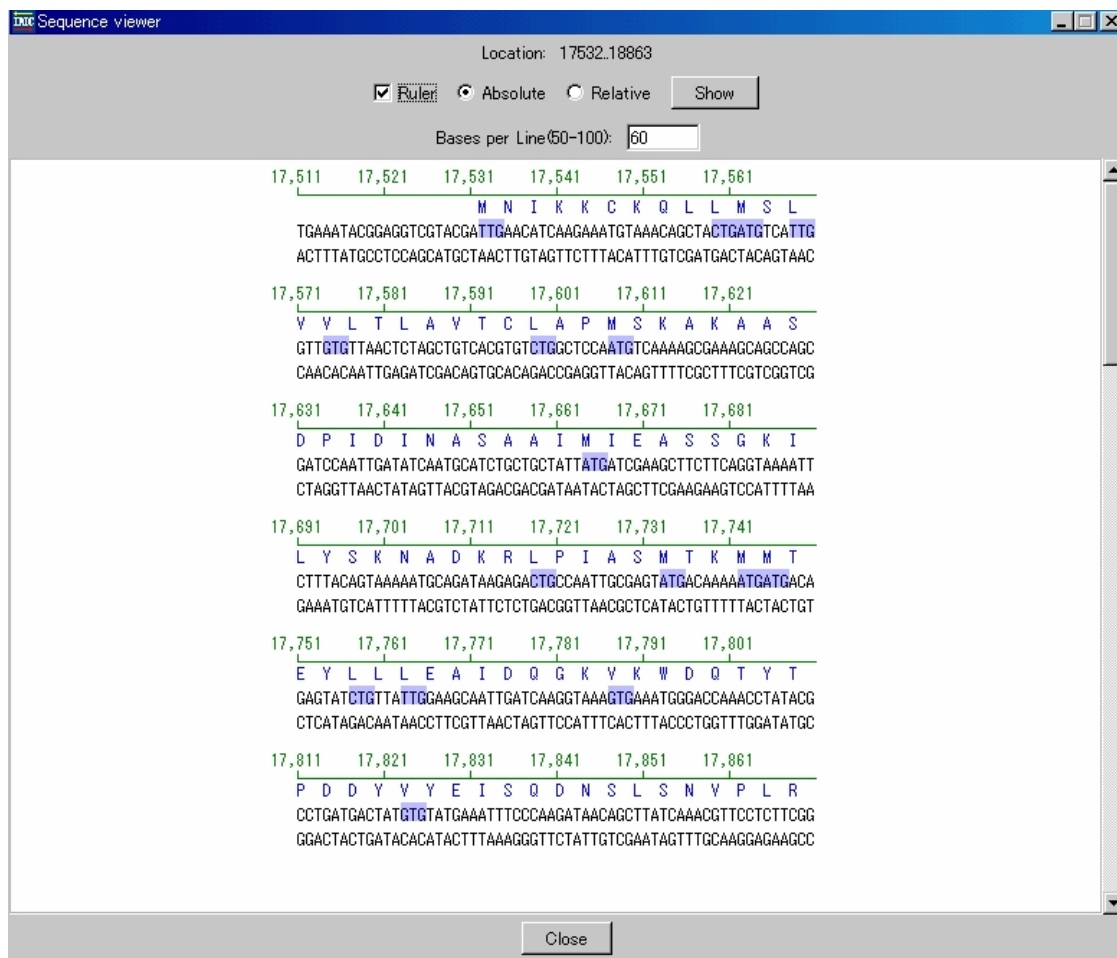 IMC Sequence viewer
Location: 17532..18863
Ruler Absolute Relative Show
Bases per Line(50-100): 60
17,511 17,521 17,531 17,541 17,551 17,561
M N I K K C K Q L L M S L
TGAAATACGGAGGTCGTACGATTGAACATCAAGAAATGTAAACAGCTACTGATGTCATTG
ACTTTATGCCTCCAGCATGCTAACTTGTAGTTCTTTACATTTGTCGATGACTACAGTAAC
17,571 17,581 17,591 17,601 17,611 17,621
V V L T L A V T C L A P M S K A K A A S
GTTGTGTTAACTCTAGCTGTCACGTGTCTGGCTCCAATGTCAAAAGCGAAAGCAGCCAGC
CAACACAATTGAGATCGACAGTGCACAGACCGAGGTTACAGTTTTCGCTTTCGTCGGTCG
17,631 17,641 17,651 17,661 17,671 17,681
D P I D I N A S A A I M I E A S S G K I
GATCCAATTGATATCAATGCATCTGCTGCTATTATGATCGAAGCTTCTTCAGGTAAAATT
CTAGGTTAACTATAGTTACGTAGACGACGATAATACTAGCTTCGAAGAAGTCCATTTTAA
17,691 17,701 17,711 17,721 17,731 17,741
L Y S K N A D K R L P I A S M T K M M T
CTTTACAGTAAAAATGCAGATAAGAGACTGCCAATTGCGAGTATGACAAAAATGATGACA
GAAATGTCATTTTTACGTCTATTCTCTGACGGTTAACGCTCATACTGTTTTTACTACTGT
17,751 17,761 17,771 17,781 17,791 17,801
E Y L L L E A I D Q G K V K W D Q T Y T
GAGTATCTGTTATTGGAAGCAATTGATCAAGGTAAAGTGAAATGGGACCAAACCTATACG
CTCATAGACAATAACCTTCGTTAACTAGTTCCATTTCACTTTACCCTGGTTTGGATATGC
17,811 17,821 17,831 17,841 17,851 17,861
P D D Y V Y E I S Q D N S L S N V P L R
CCTGATGACTATGTGTATGAAATTTCCCAAGATAACAGCTTATCAAACGTTCCTCTTCGG
GGACTACTGATACACATACTTTAAAGGGTTCTATTGTCGAATAGTTTGCAAGGAGAAGCC
Close